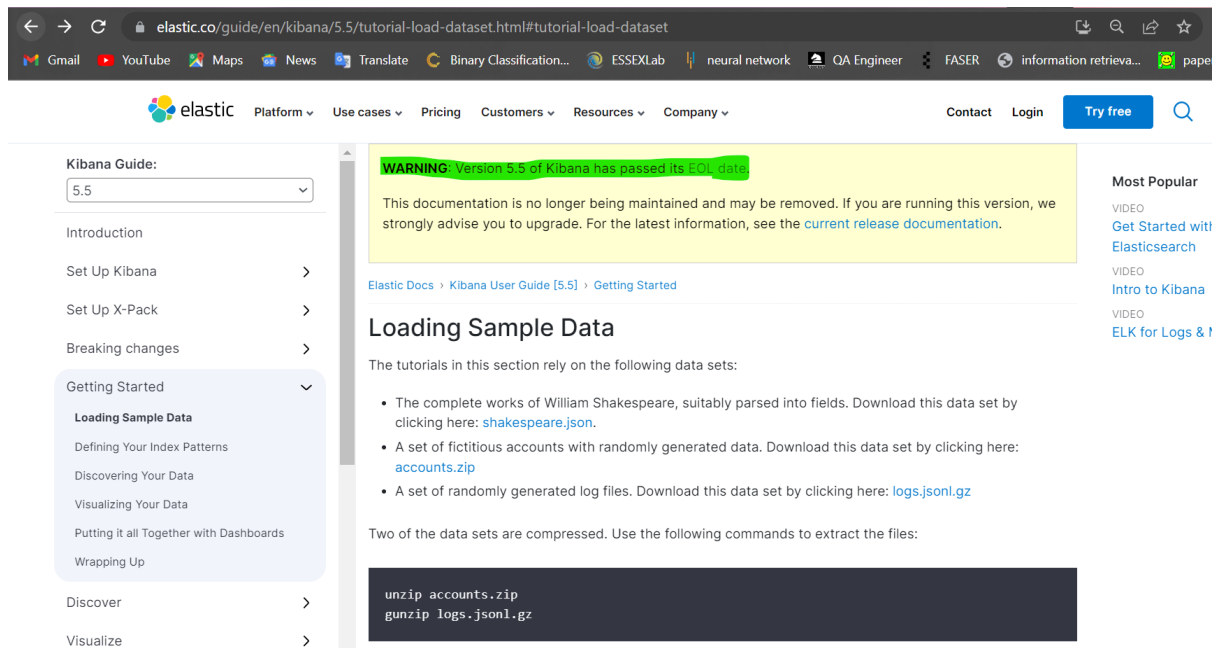 elastic.co/guide/en/kibana/5.5/tutorial-load-dataset.html#tutorial-load-dataset
Gmail YouTube Maps News Translate Binary Classification... ESSEXLab neural network QA Engineer FASER information retrieva... pape
elastic Platform Use cases Pricing Customers Resources Company Contact Login Try free
Kibana Guide:
5.5
Introduction
Set Up Kibana
Set Up X-Pack
Breaking changes
Getting Started
Loading Sample Data
Defining Your Index Patterns
Discovering Your Data
Visualizing Your Data
Putting it all Together with Dashboards
Wrapping Up
Discover
Visualize
WARNING: Version 5.5 of Kibana has passed its EOL date.
This documentation is no longer being maintained and may be removed. If you are running this version, we
strongly advise you to upgrade. For the latest information, see the current release documentation.
Elastic Docs › Kibana User Guide [5.5] › Getting Started
Loading Sample Data
The tutorials in this section rely on the following data sets:
• The complete works of William Shakespeare, suitably parsed into fields. Download this data set by
clicking here: shakespeare.json.
• A set of fictitious accounts with randomly generated data. Download this data set by clicking here:
accounts.zip
• A set of randomly generated log files. Download this data set by clicking here: logs.jsonl.gz
Two of the data sets are compressed. Use the following commands to extract the files:
unzip accounts.zip
gunzip logs.jsonl.gz
Most Popular
VIDEO
Get Started with
Elasticsearch
VIDEO
Intro to Kibana
VIDEO
ELK for Logs &